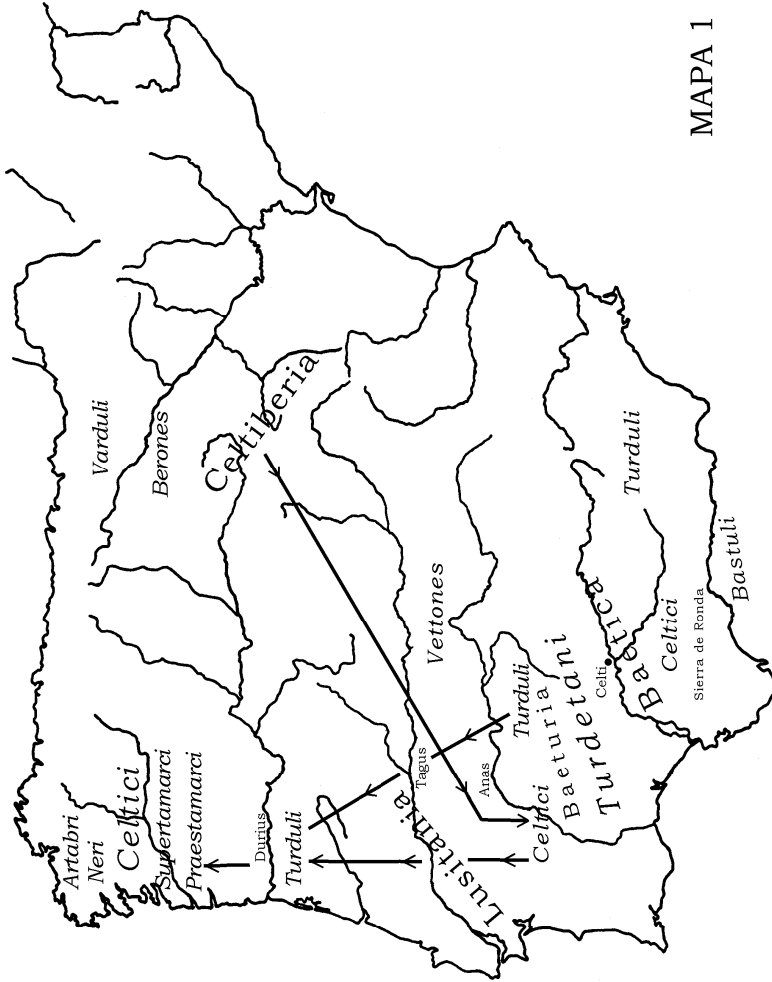 MAPA 1
Varduli
Berones
Celtiberia
Artabri
Neri
Celtici
Supertamarci
Praestamarci
Durius
Turduli
Vettones
Tagus
Lusitania
Anas
Turduli
Celtici
Baeturia
Turdetani
Celti
Baetica
Turduli
Celtici
Sierra de Ronda
Bastuli